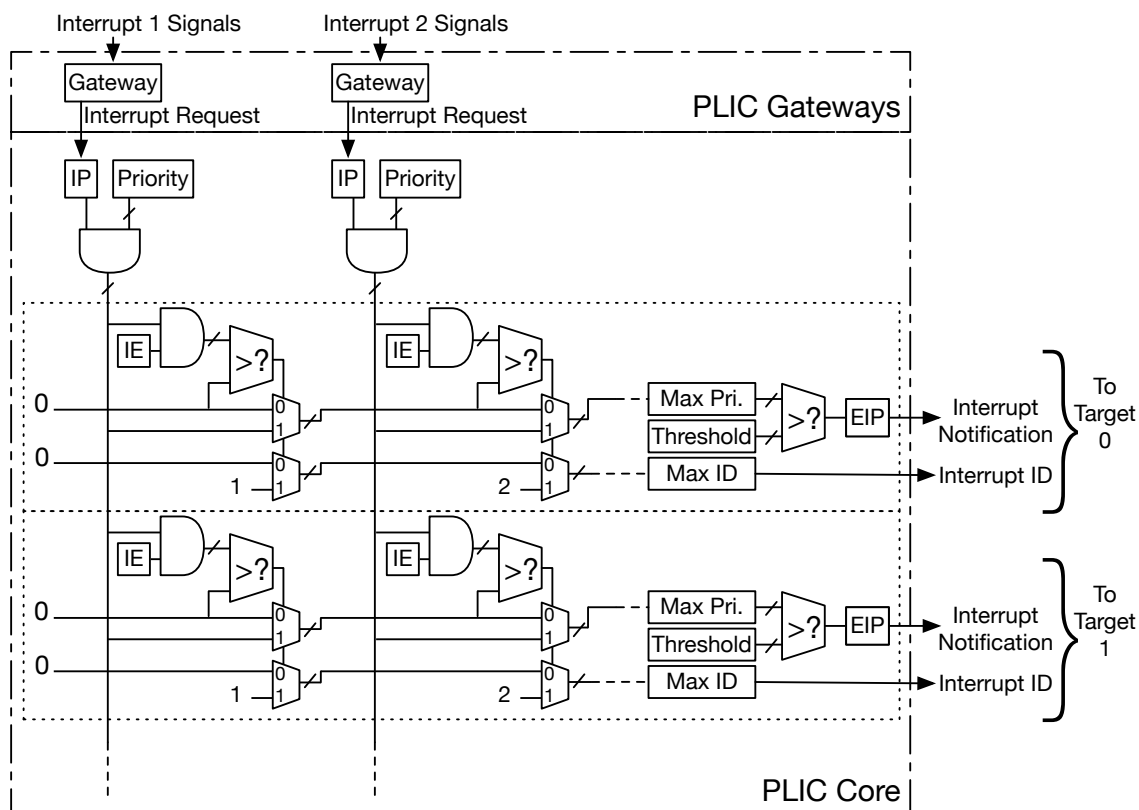 Interrupt 1 Signals
Interrupt 2 Signals
Gateway
Gateway
Interrupt Request
Interrupt Request
PLIC Gateways
IP
Priority
IP
Priority
IE
>?
IE
>?
0
0
1
0
1
Max Pri.
Threshold
>?
EIP
Interrupt
Notification
To
Target
0
0
0
1
1
0
1
2
Max ID
Interrupt ID
IE
>?
IE
>?
0
0
1
0
1
Max Pri.
Threshold
>?
EIP
Interrupt
Notification
To
Target
1
0
0
1
1
0
1
2
Max ID
Interrupt ID
PLIC Core